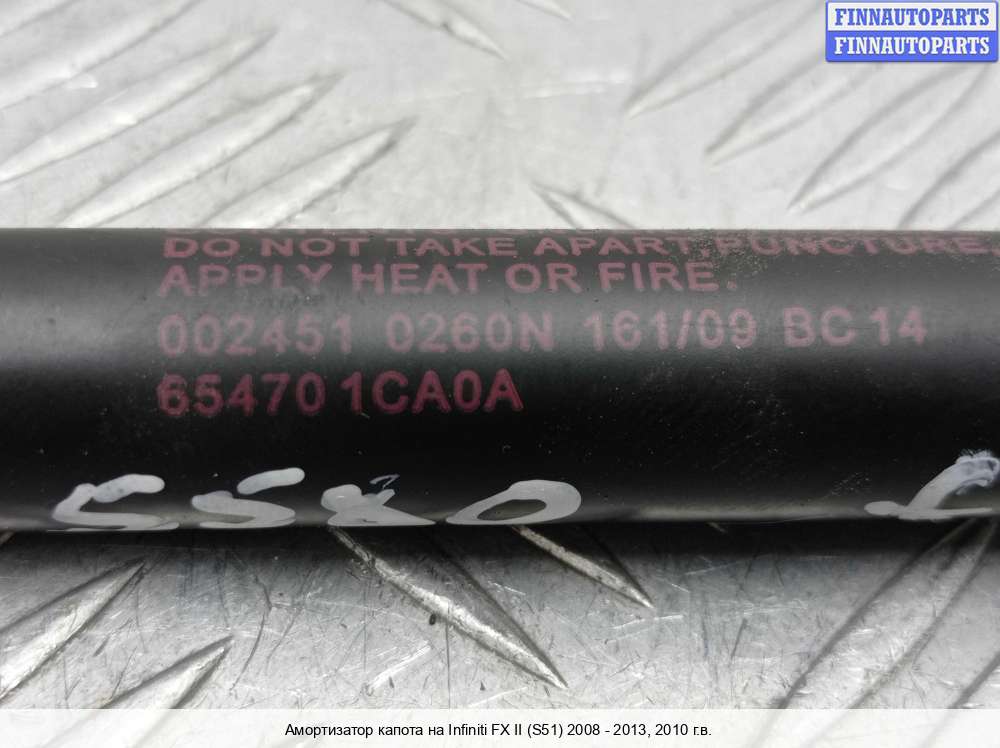 FINNAUTOPARTS
FINNAUTOPARTS
DO NOT TAKE APART, PUNCTURE,
APPLY HEAT OR FIRE.
002451 0260N 161/09 BC14
654701CA0A
5580
Амортизатор капота на Infiniti FX II (S51) 2008 - 2013, 2010 г.в.